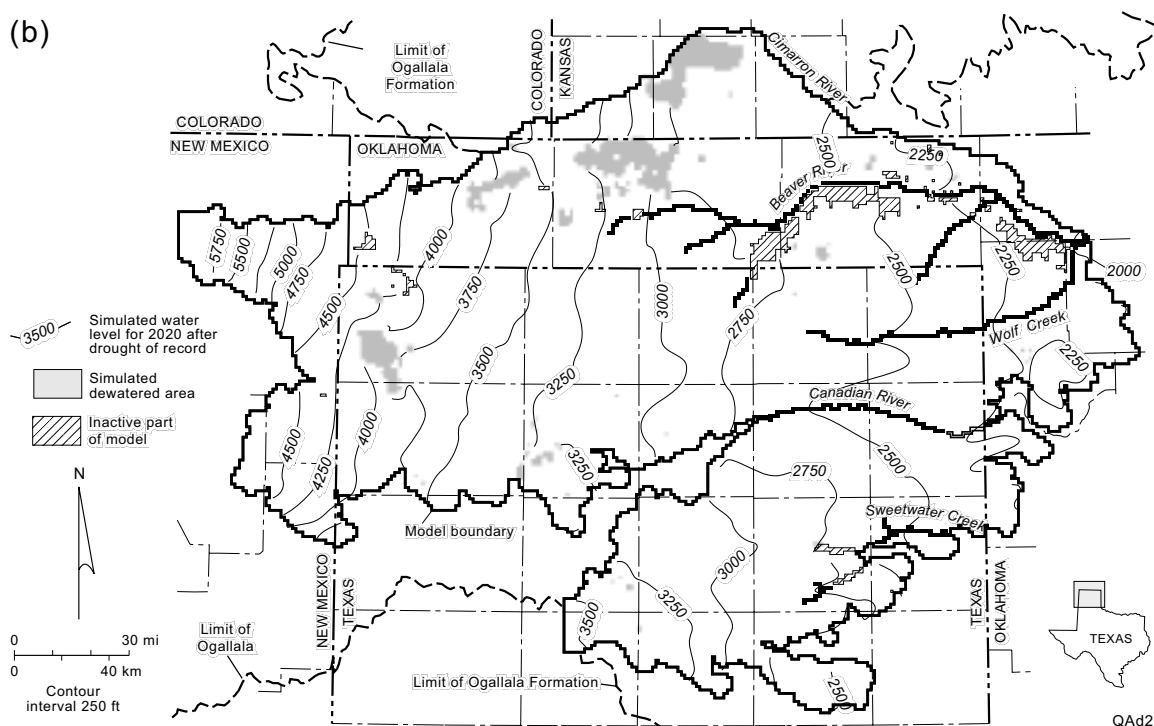 (b)
Limit of
Ogallala
Formation
COLORADO
KANSAS
Cimarron River
COLORADO
NEW MEXICO
OKLAHOMA
2500
2250
Beaver River
5750
5500
5000
4750
4500
4000
3750
3500
3250
3000
2750
2500
2250
2000
3500
Simulated water
level for 2020 after
drought of record
Simulated
dewatered area
Inactive part
of model
Wolf Creek
2250
Canadian River
4500
4250
4000
3250
2750
2500
N
Model boundary
Sweetwater Creek
NEW MEXICO
TEXAS
3000
3250
3500
TEXAS
OKLAHOMA
Limit of
Ogallala
0 30 mi
0 40 km
Contour
interval 250 ft
Limit of Ogallala Formation
2500
TEXAS
QAd2